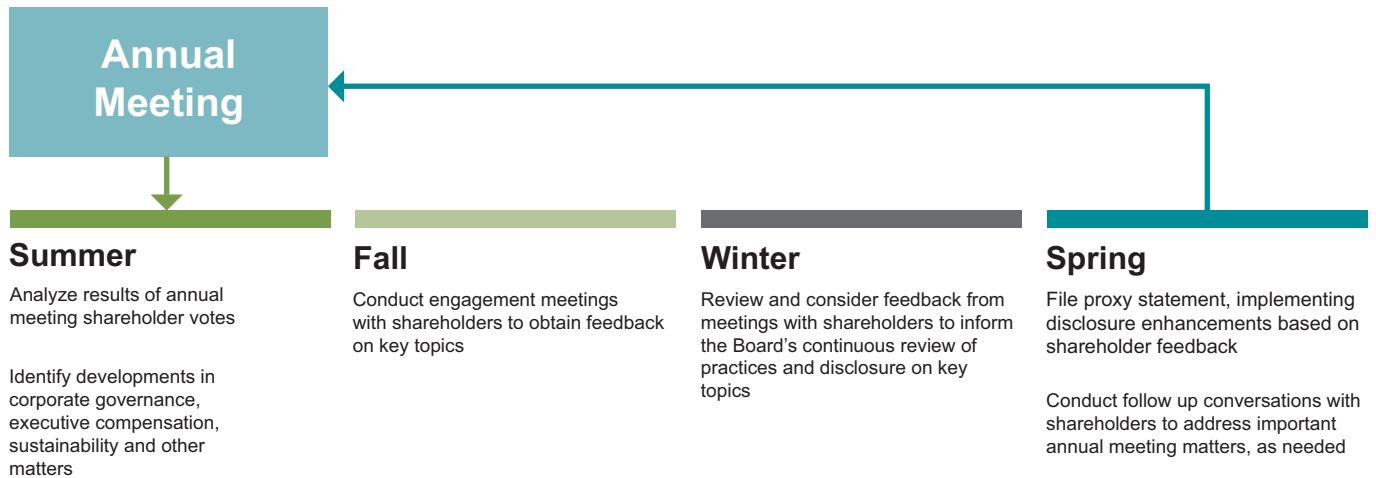 Annual
Meeting
Summer
Analyze results of annual
meeting shareholder votes
Identify developments in
corporate governance,
executive compensation,
sustainability and other
matters
Fall
Conduct engagement meetings
with shareholders to obtain feedback
on key topics
Winter
Review and consider feedback from
meetings with shareholders to inform
the Board’s continuous review of
practices and disclosure on key
topics
Spring
File proxy statement, implementing
disclosure enhancements based on
shareholder feedback
Conduct follow up conversations with
shareholders to address important
annual meeting matters, as needed